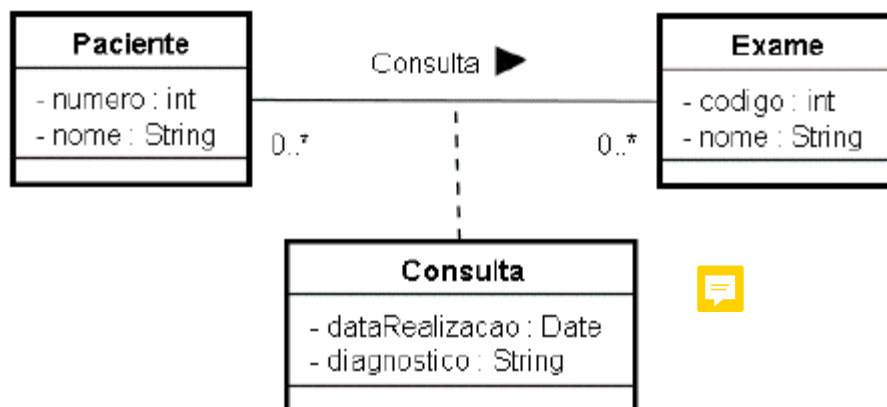 Paciente
- numero : int
- nome : String
Consulta
Exame
- codigo : int
- nome : String
0..*
0..*
Consulta
- dataRealizacao : Date
- diagnostico : String